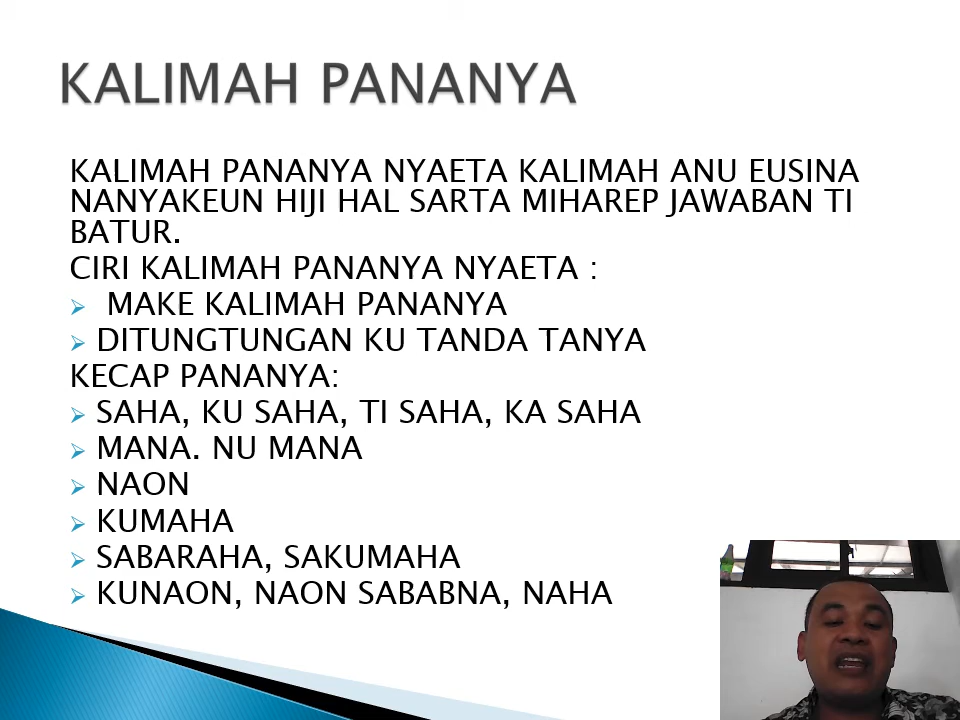 KALIMAH PANANYA
KALIMAH PANANYA NYAETA KALIMAH ANU EUSINA
NANYAKEUN HIJI HAL SARTA MIHAREP JAWABAN TI
BATUR.
CIRI KALIMAH PANANYA NYAETA :
MAKE KALIMAH PANANYA
DITUNGTUNGAN KU TANDA TANYA
KECAP PANANYA:
SAHA, KU SAHA, TI SAHA, KA SAHA
MANA. NU MANA
NAON
KUMAHA
SABARAHA, SAKUMAHA
KUNAON, NAON SABABNA, NAHA